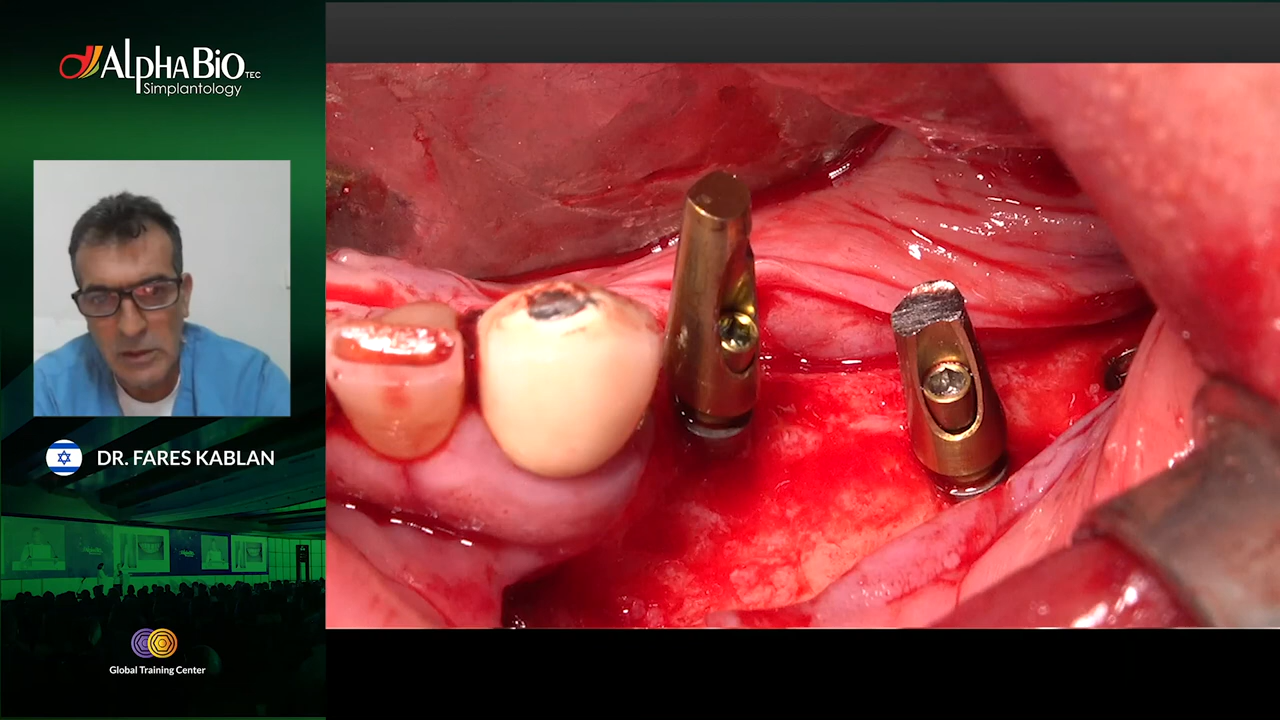 AlphaBio TEC
Simplantology
DR. FARES KABLAN
Global Training Center